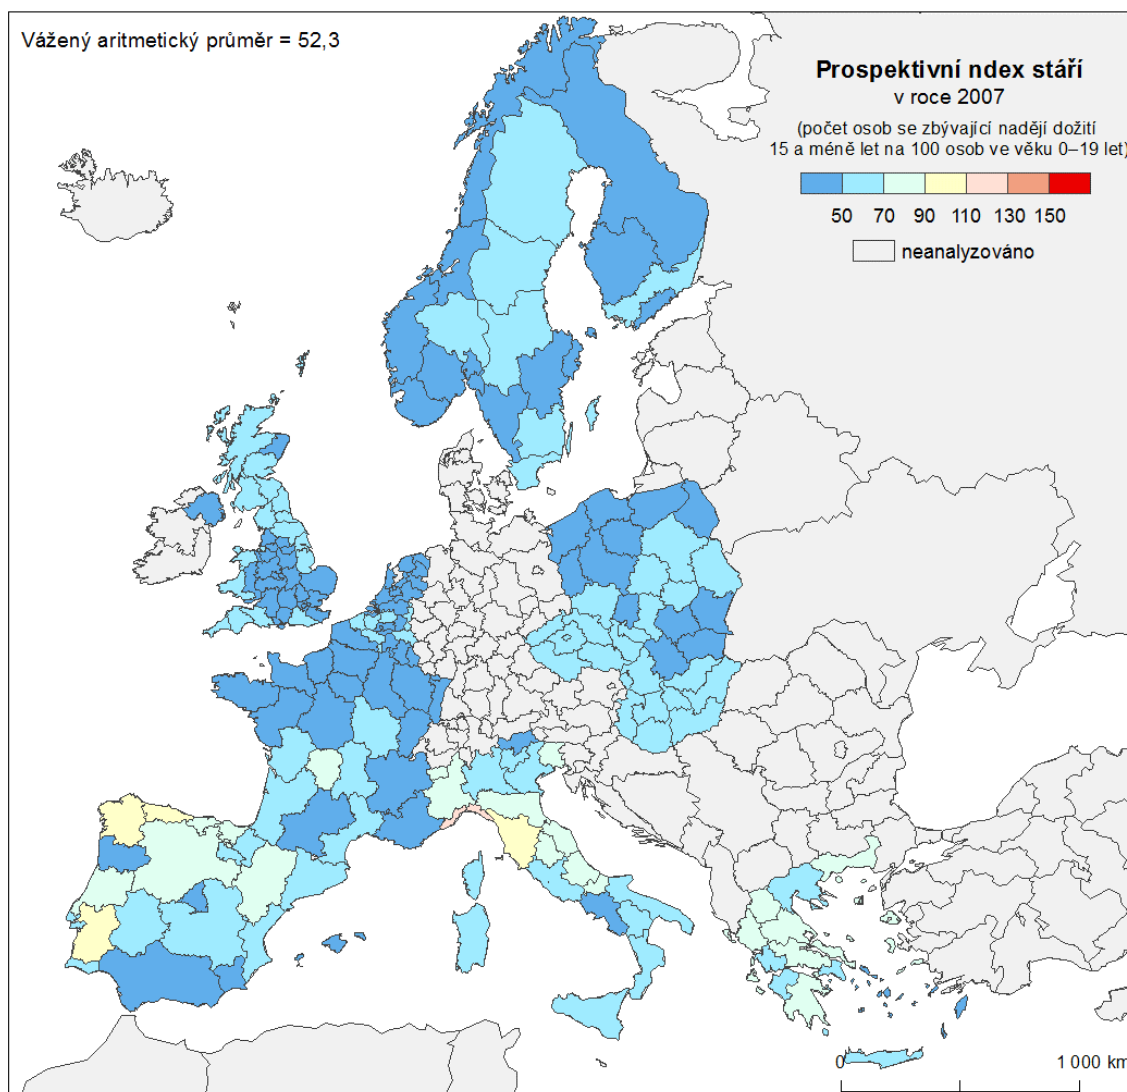 Vážený aritmetický průměr = 52,3
Prospektivní ndex stáří
v roce 2007
(počet osob se zbývající nadějí dožití
15 a méně let na 100 osob ve věku 0–19 let)
50 70 90 110 130 150
neanalyzováno
0 1 000 km